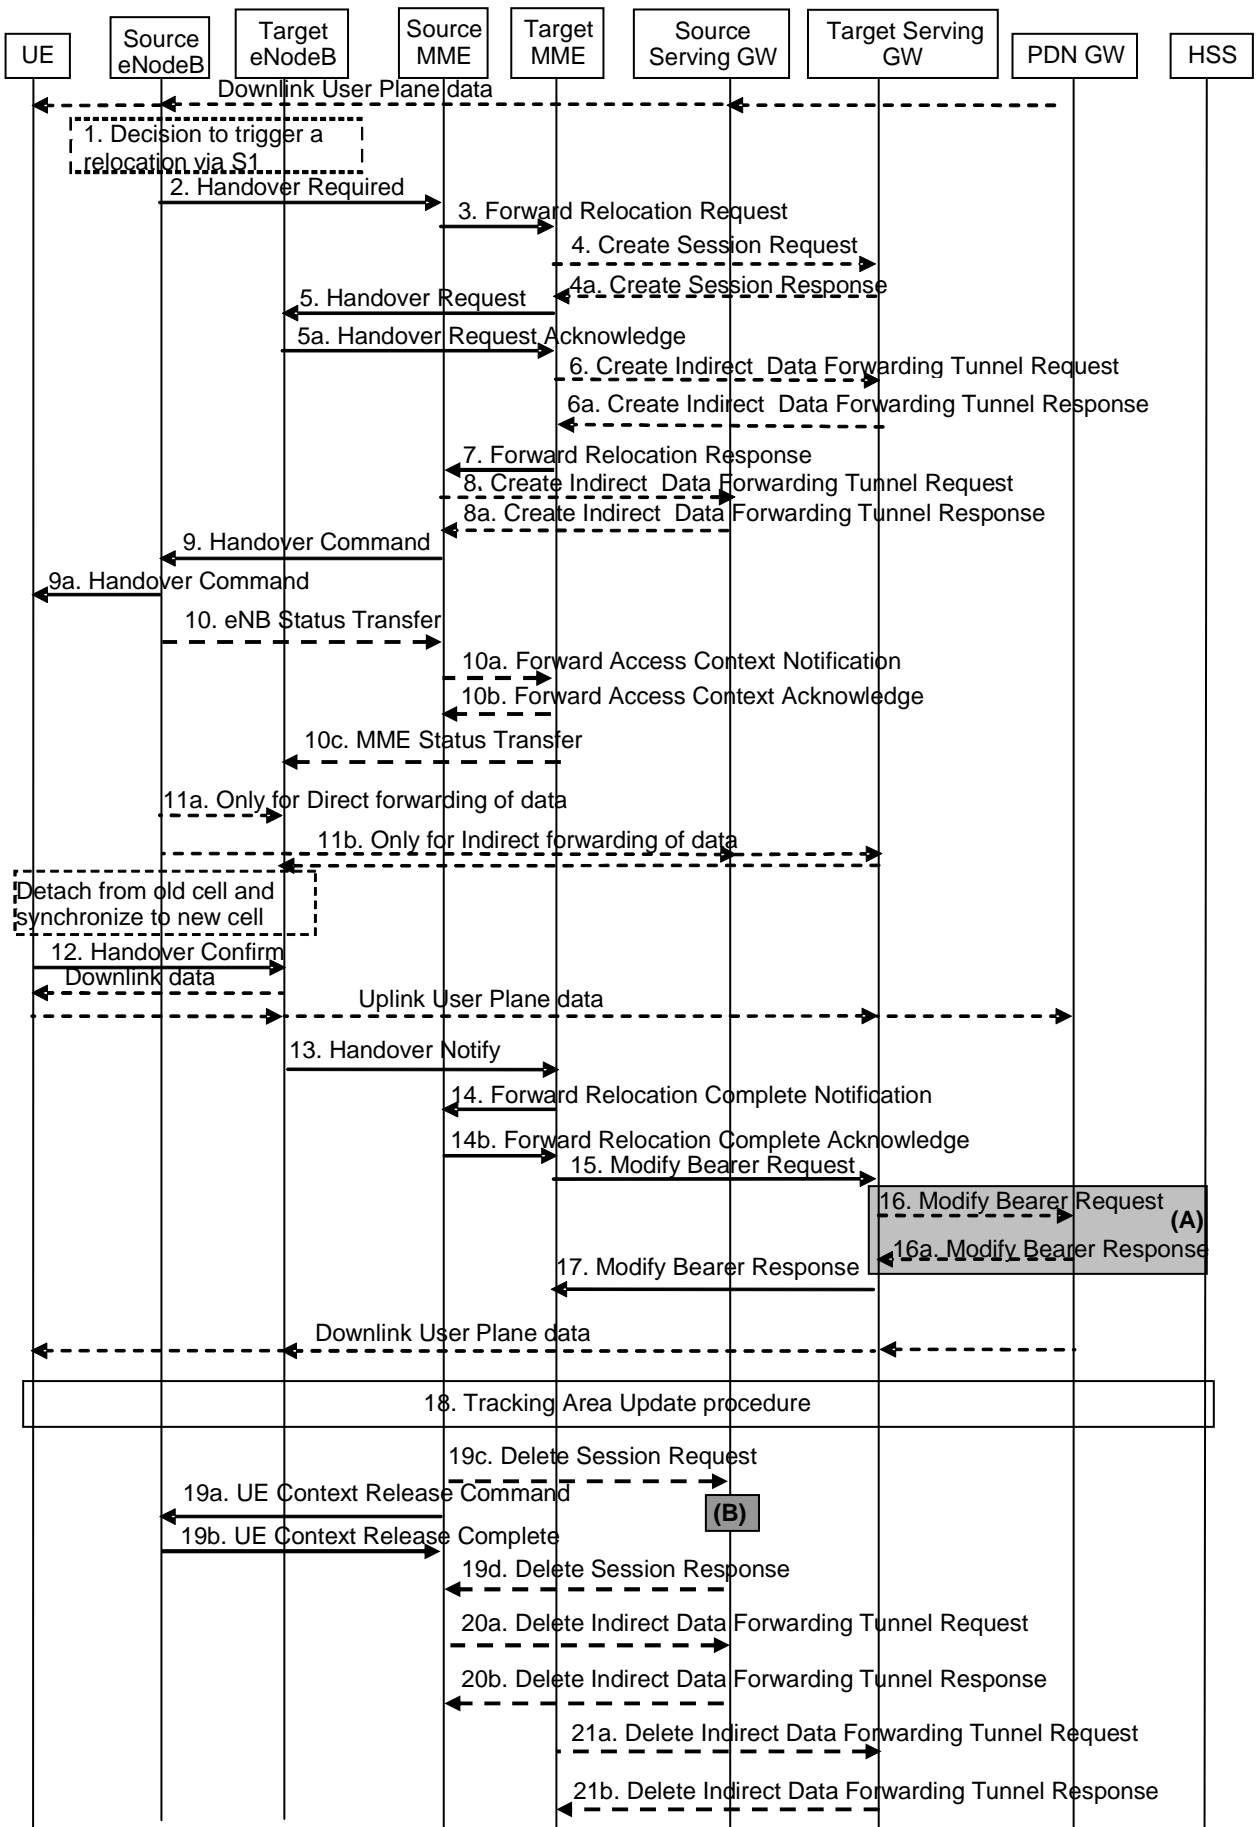 UE
Source
eNodeB
Target
eNodeB
Source
MME
Target
MME
Source
Serving GW
Target Serving
GW
PDN GW
HSS
Downlink User Plane data
1. Decision to trigger a
relocation via S1
2. Handover Required
3. Forward Relocation Request
4. Create Session Request
4a. Create Session Response
5. Handover Request
5a. Handover Request Acknowledge
6. Create Indirect Data Forwarding Tunnel Request
6a. Create Indirect Data Forwarding Tunnel Response
7. Forward Relocation Response
8. Create Indirect Data Forwarding Tunnel Request
8a. Create Indirect Data Forwarding Tunnel Response
9. Handover Command
9a. Handover Command
10. eNB Status Transfer
10a. Forward Access Context Notification
10b. Forward Access Context Acknowledge
10c. MME Status Transfer
11a. Only for Direct forwarding of data
11b. Only for Indirect forwarding of data
Detach from old cell and
synchronize to new cell
12. Handover Confirm
Downlink data
Uplink User Plane data
13. Handover Notify
14. Forward Relocation Complete Notification
14b. Forward Relocation Complete Acknowledge
15. Modify Bearer Request
16. Modify Bearer Request
(A)
16a. Modify Bearer Response
17. Modify Bearer Response
Downlink User Plane data
18. Tracking Area Update procedure
19c. Delete Session Request
19a. UE Context Release Command
(B)
19b. UE Context Release Complete
19d. Delete Session Response
20a. Delete Indirect Data Forwarding Tunnel Request
20b. Delete Indirect Data Forwarding Tunnel Response
21a. Delete Indirect Data Forwarding Tunnel Request
21b. Delete Indirect Data Forwarding Tunnel Response